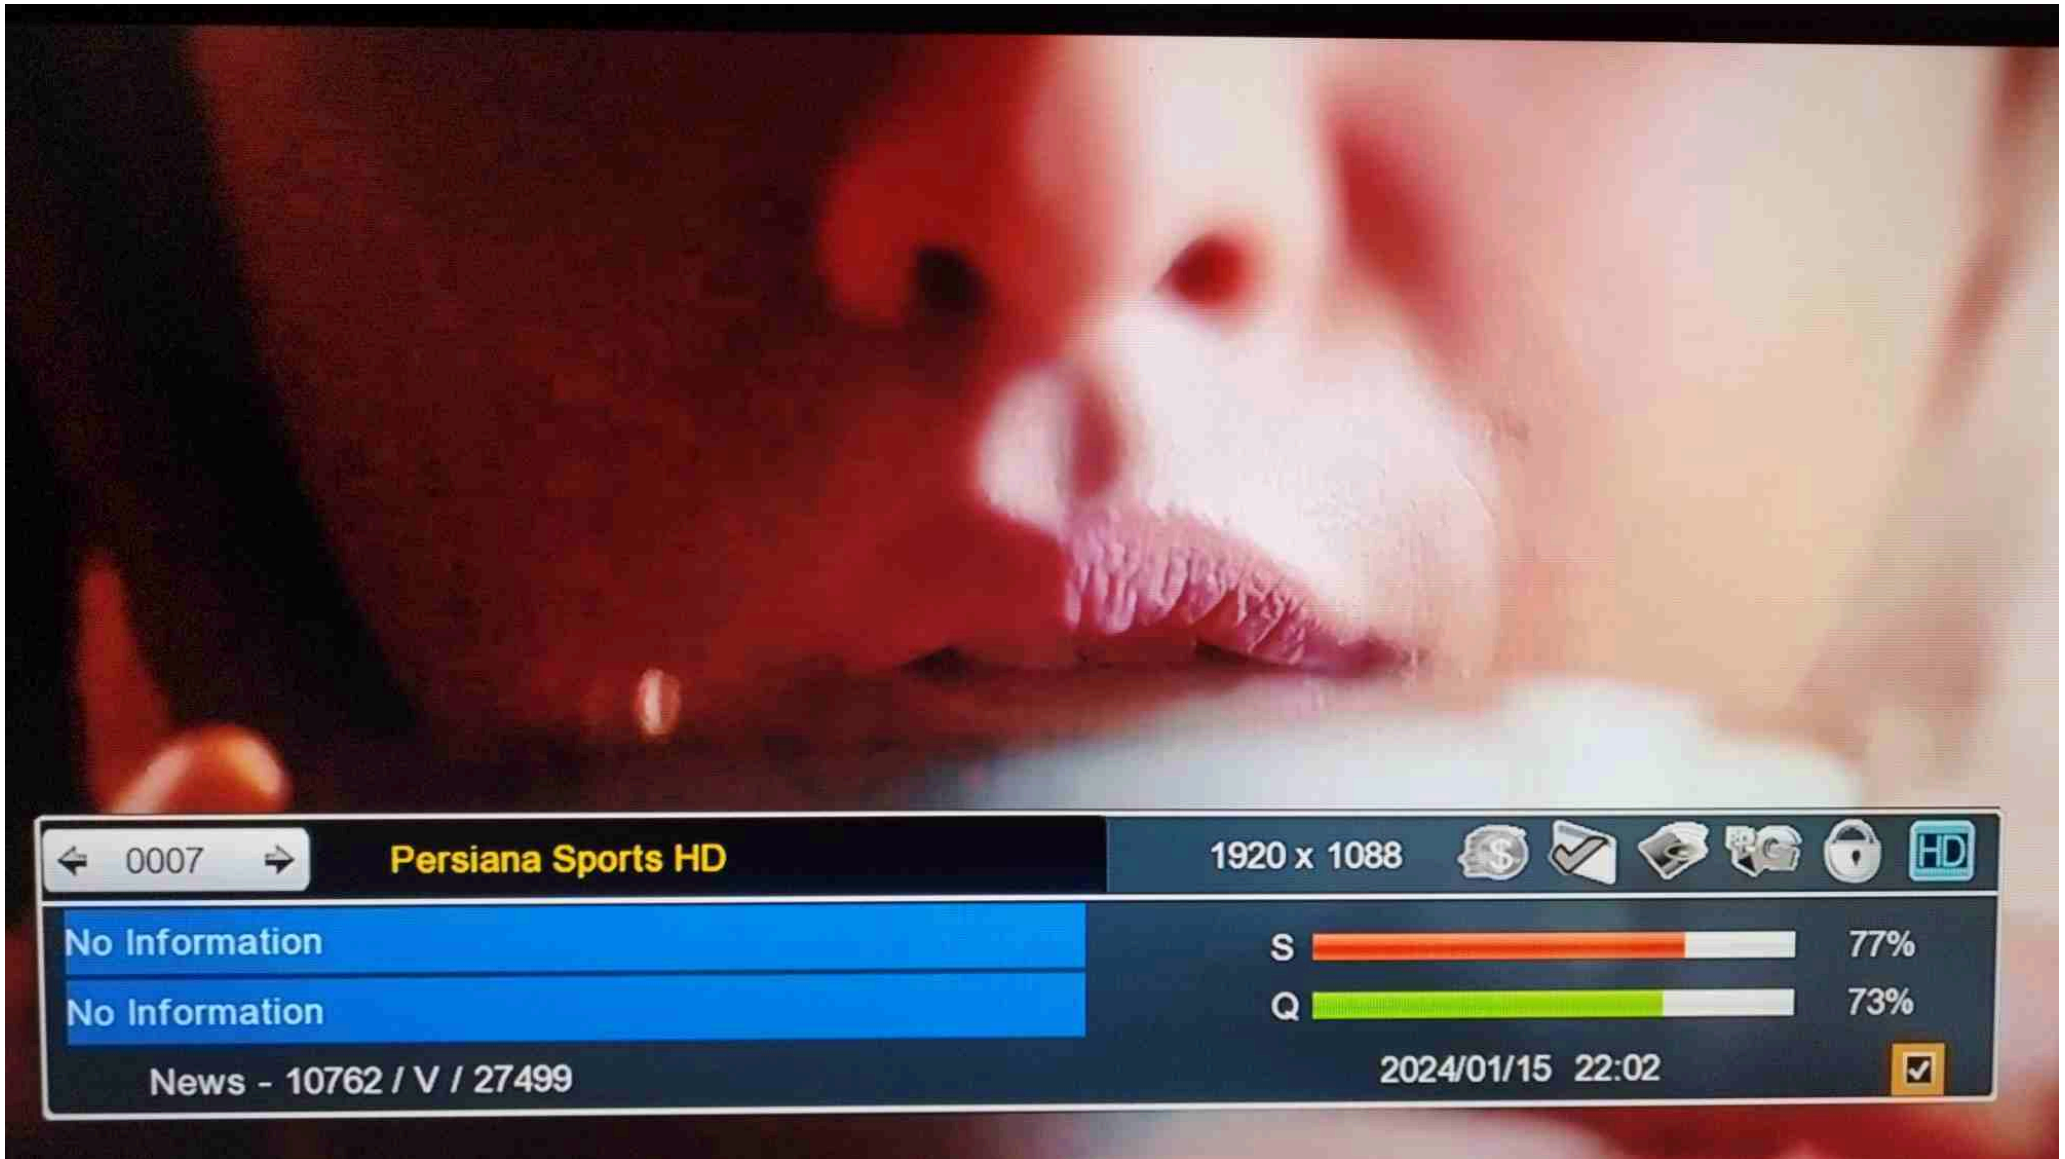 0007 Persiana Sports HD 1920 x 1088 $ HD
No Information S 77%
No Information Q 73%
News - 10762 / V / 27499 2024/01/15 22:02